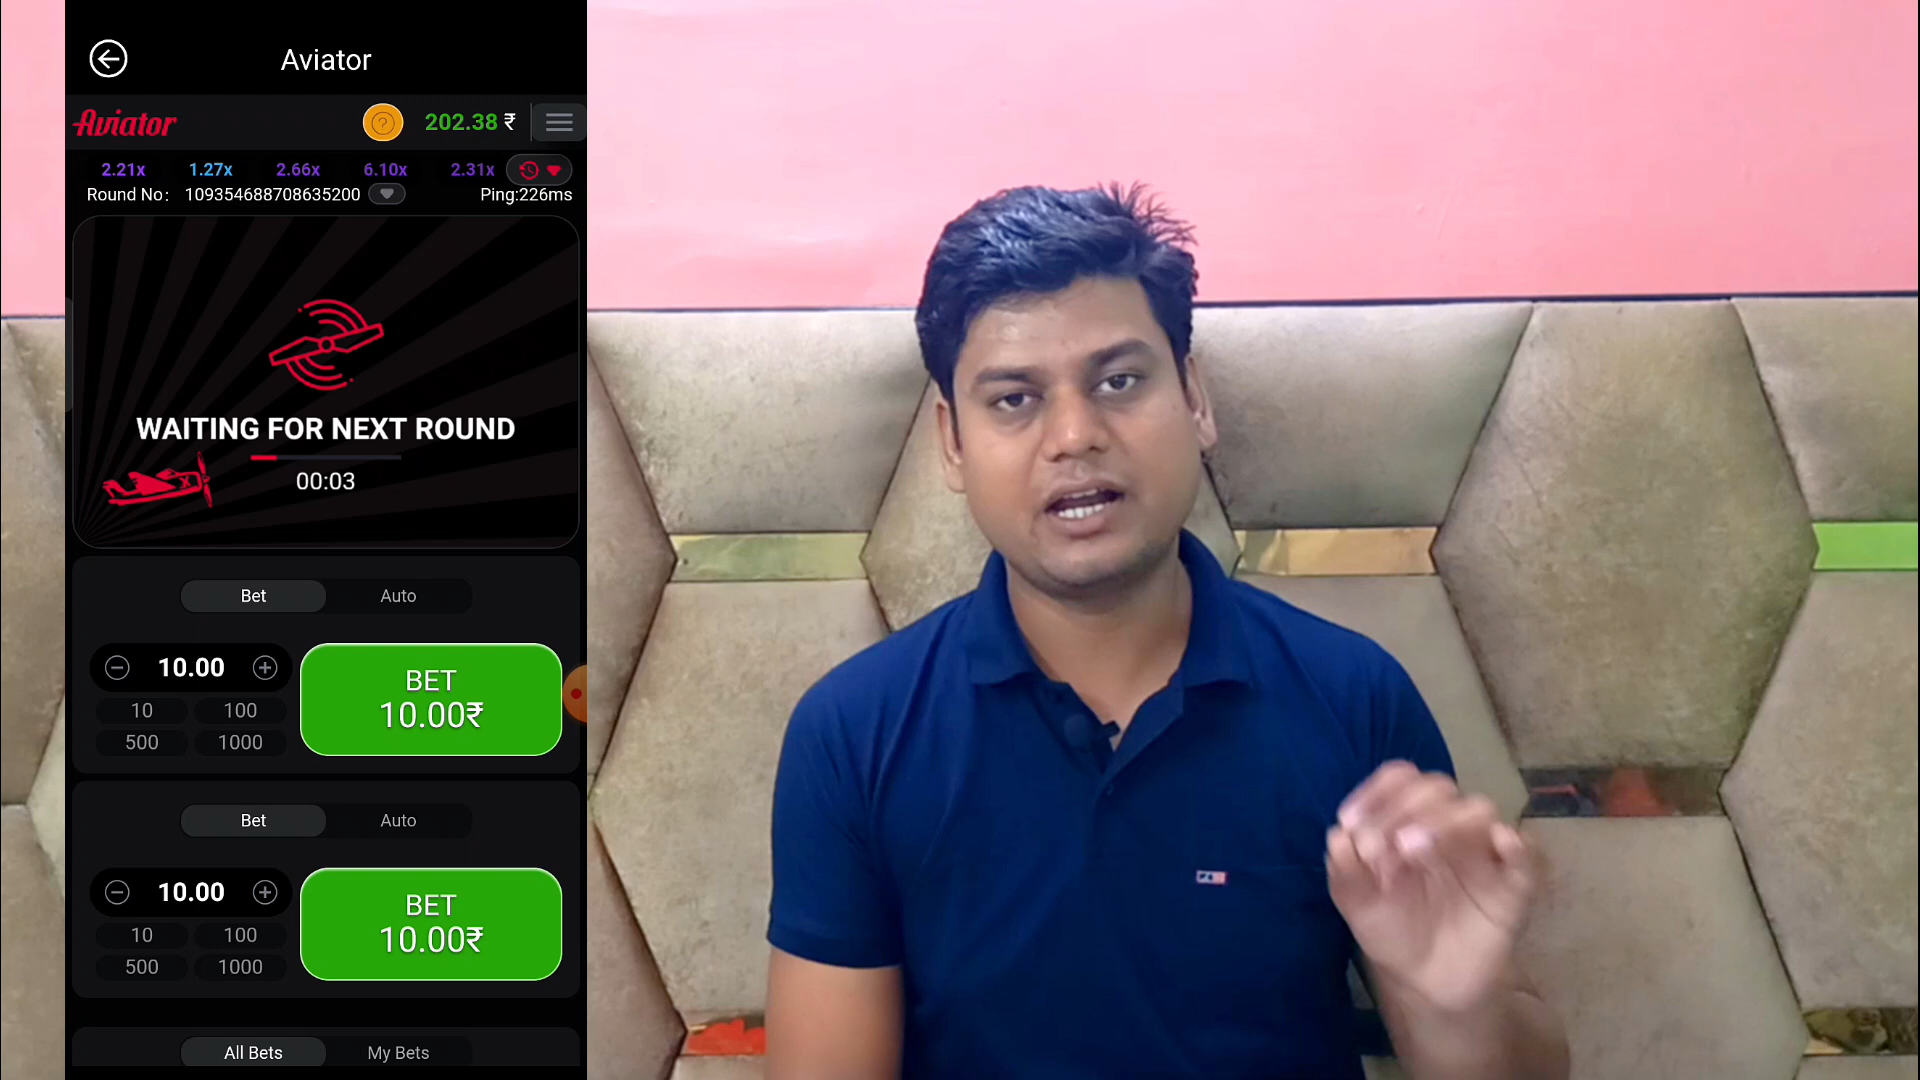 Aviator
Aviator 202.38 ₹
2.21x 1.27x 2.66x 6.10x 2.31x
Round No: 109354688708635200 Ping:226ms
WAITING FOR NEXT ROUND
00:03
Bet Auto
10.00
BET
10.00₹
10 100
500 1000
Bet Auto
10.00
BET
10.00₹
10 100
500 1000
All Bets My Bets